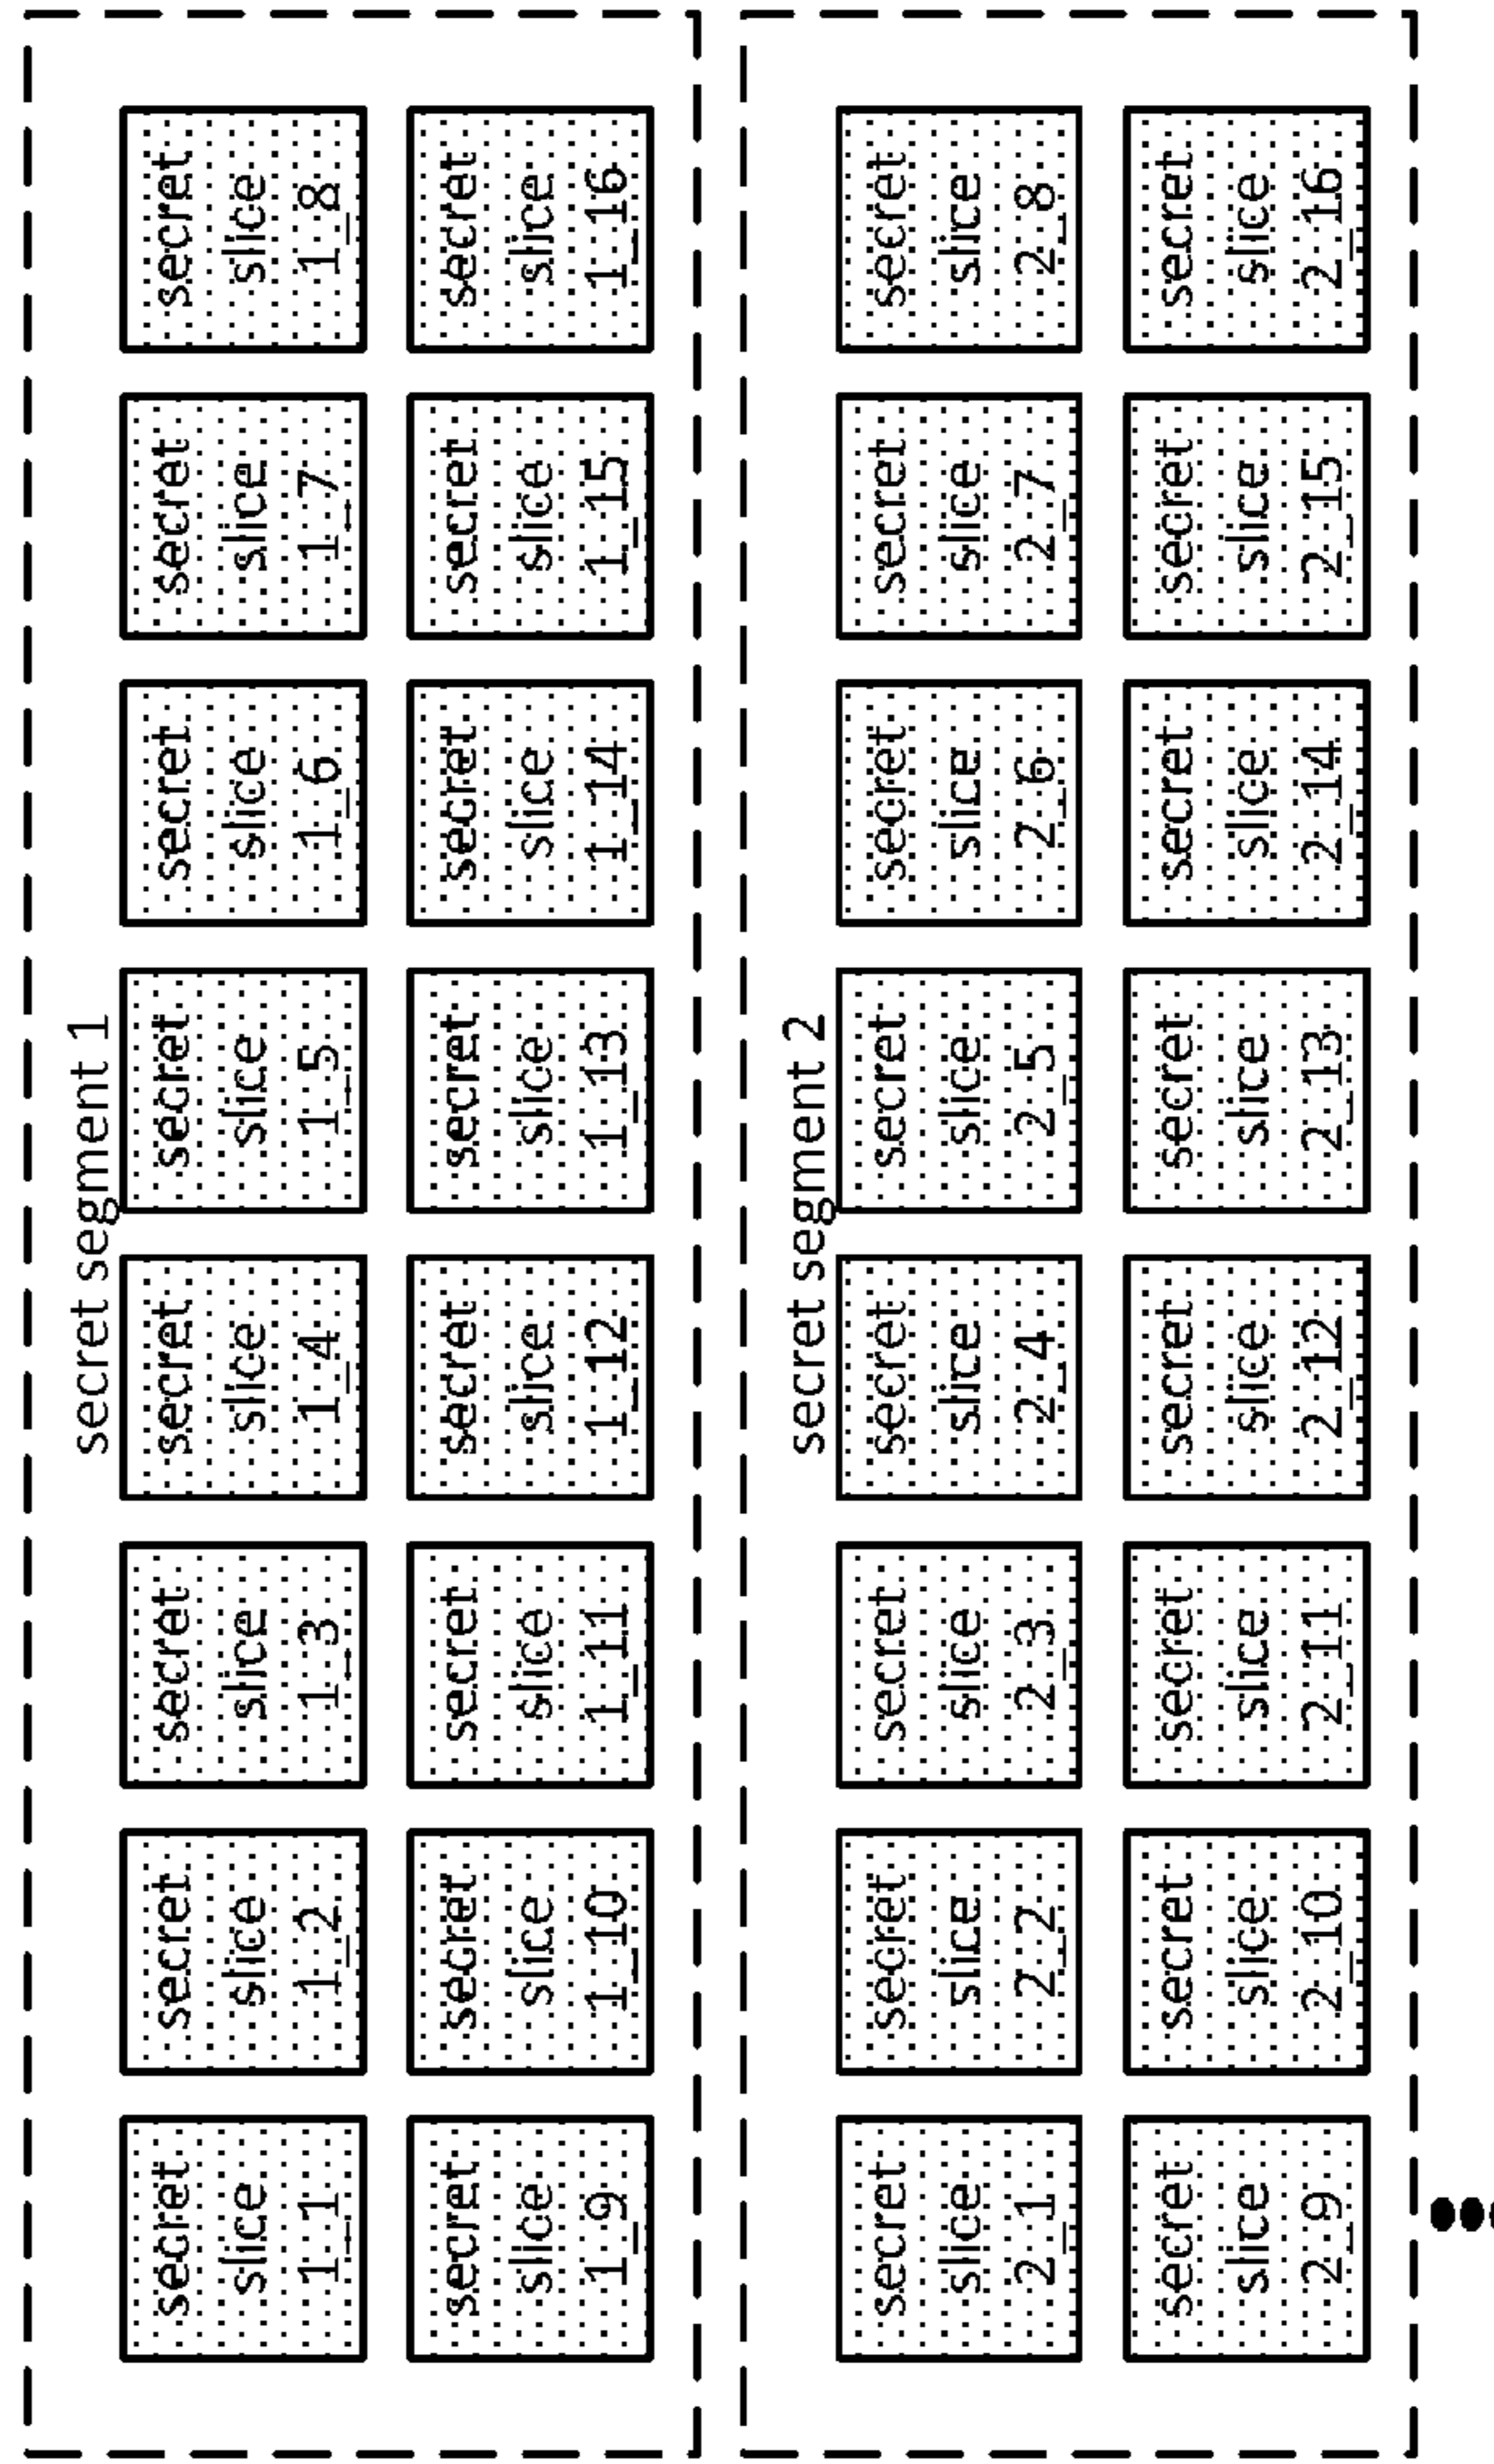 secret segment 1
secret
slice
1_1
secret
slice
1_2
secret
slice
1_3
secret
slice
1_4
secret
slice
1_5
secret
slice
1_6
secret
slice
1_7
secret
slice
1_8
secret
slice
1_9
secret
slice
1_10
secret
slice
1_11
secret
slice
1_12
secret
slice
1_13
secret
slice
1_14
secret
slice
1_15
secret
slice
1_16
secret segment 2
secret
slice
2_1
secret
slice
2_2
secret
slice
2_3
secret
slice
2_4
secret
slice
2_5
secret
slice
2_6
secret
slice
2_7
secret
slice
2_8
secret
slice
2_9
secret
slice
2_10
secret
slice
2_11
secret
slice
2_12
secret
slice
2_13
secret
slice
2_14
secret
slice
2_15
secret
slice
2_16